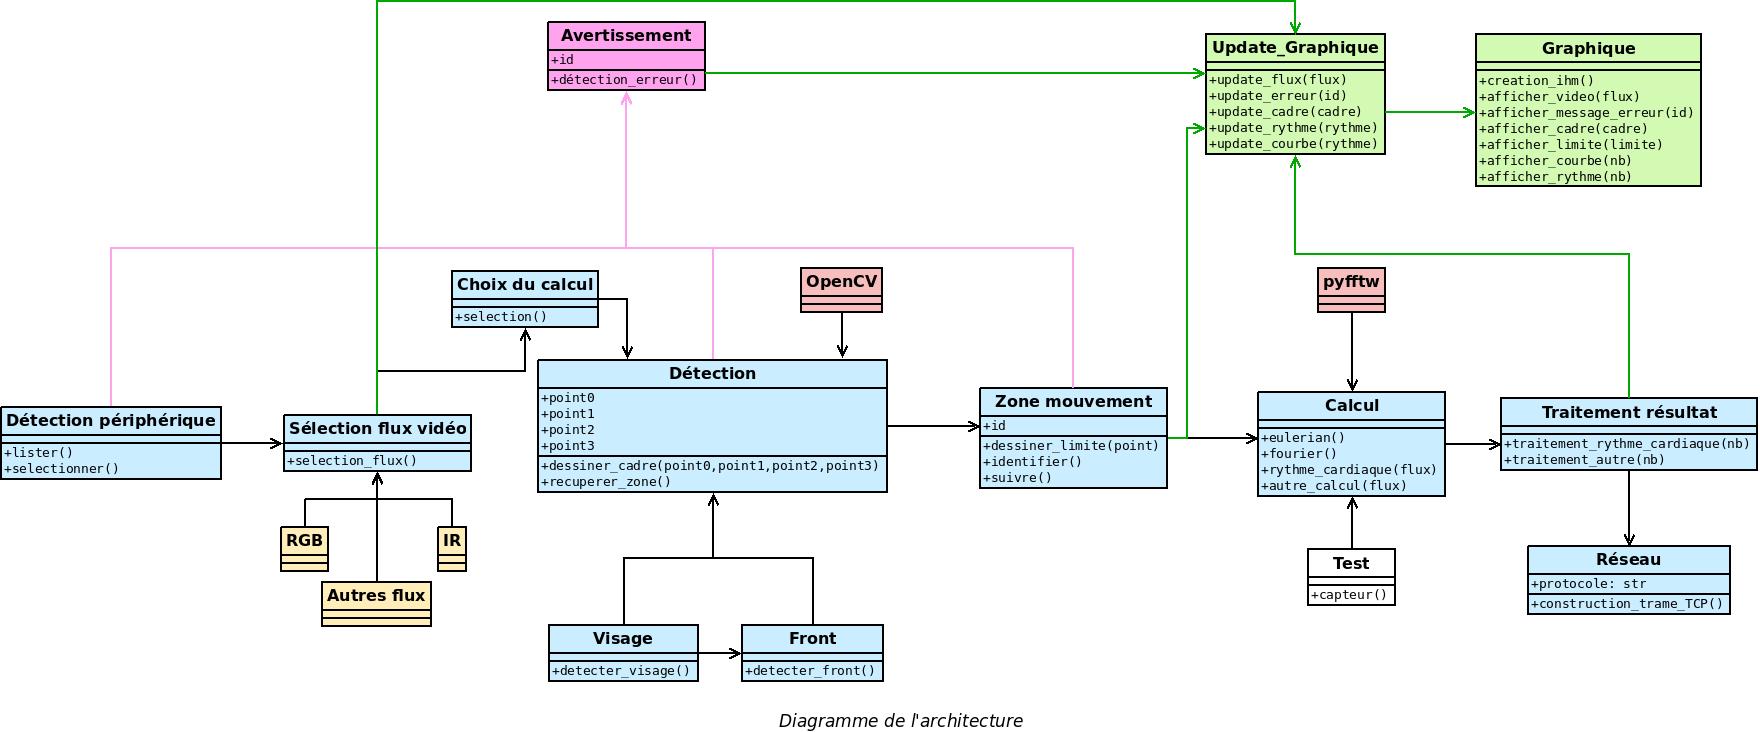 Avertissement
+id
+détection_erreur()
Update_Graphique
+update_flux(flux)
+update_erreur(id)
+update_cadre(cadre)
+update_rythme(rythme)
+update_courbe(rythme)
Graphique
+creation_ihm()
+afficher_video(flux)
+afficher_message_erreur(id)
+afficher_cadre(cadre)
+afficher_limite(limite)
+afficher_courbe(nb)
+afficher_rythme(nb)
Choix du calcul
+selection()
OpenCV
pyfftw
Détection périphérique
+lister()
+selectionner()
Sélection flux vidéo
+selection_flux()
Détection
+point0
+point1
+point2
+point3
+dessiner_cadre(point0,point1,point2,point3)
+recuperer_zone()
Zone mouvement
+id
+dessiner_limite(point)
+identifier()
+suivre()
Calcul
+eulerian()
+fourier()
+rythme_cardiaque(flux)
+autre_calcul(flux)
Traitement résultat
+traitement_rythme_cardiaque(nb)
+traitement_autre(nb)
RGB
IR
Autres flux
Test
+capteur()
Réseau
+protocole: str
+construction_trame_TCP()
Visage
+detecter_visage()
Front
+detecter_front()
Diagramme de l'architecture